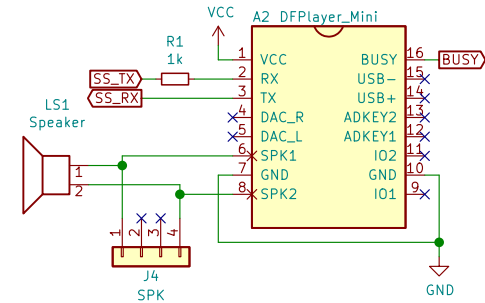 VCC
A2 DFPlayer_Mini
R1
1k
SS_TX
SS_RX
BUSY
LS1
Speaker
1
2
1 VCC
2 RX
3 TX
4 DAC_R
5 DAC_L
6 SPK1
7 GND
8 SPK2
BUSY 16
USB- 15
USB+ 14
ADKEY2 13
ADKEY1 12
IO2 11
GND 10
IO1 9
1 2 3 4
J4
SPK
GND